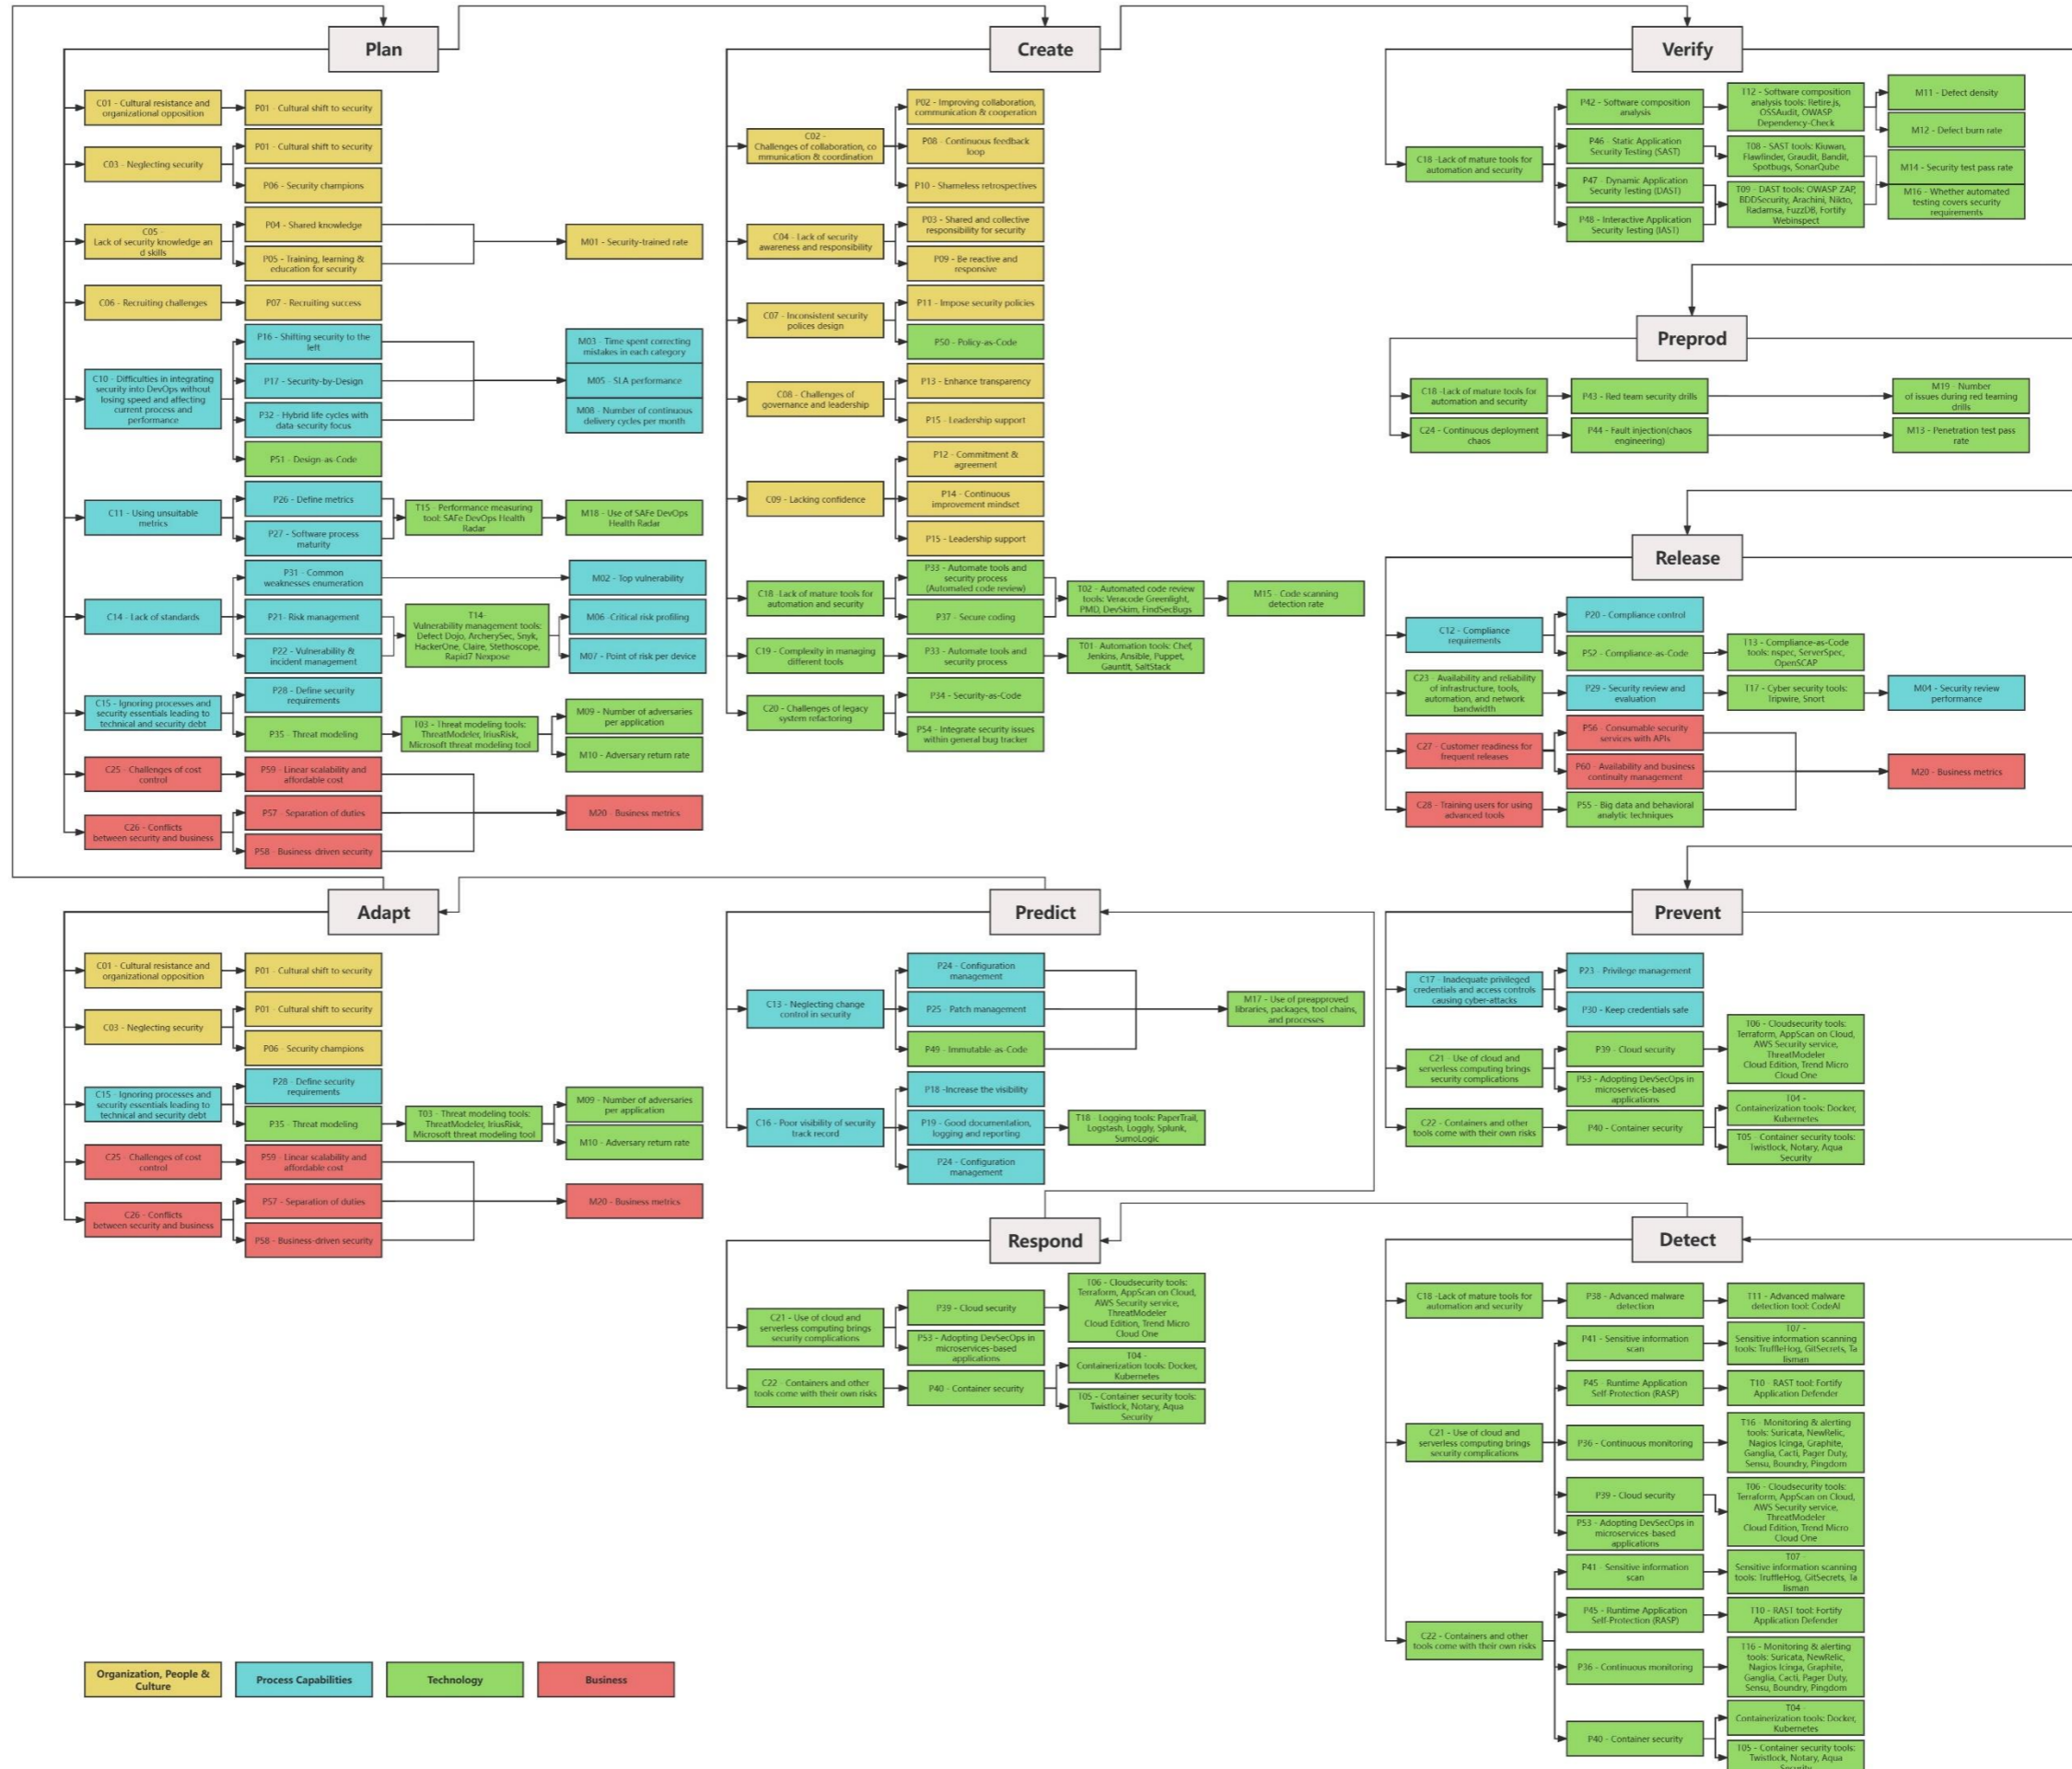 Plan
C01 - Cultural resistance and
organizational opposition
P01 - Cultural shift to security
C03 - Neglecting security
P01 - Cultural shift to security
P06 - Security champions
C05 -
Lack of security knowledge an
d skills
P04 - Shared knowledge
P05 - Training, learning &
education for security
M01 - Security-trained rate
C06 - Recruiting challenges
P07 - Recruiting success
C10 - Difficulties in integrating
security into DevOps without
losing speed and affecting
current process and
performance
P16 - Shifting security to the
left
P17 - Security-by-Design
P32 - Hybrid life cycles with
data-security focus
P51 - Design-as-Code
M03 - Time spent correcting
mistakes in each category
M05 - SLA performance
M08 - Number of continuous
delivery cycles per month
C11 - Using unsuitable
metrics
P26 - Define metrics
P27 - Software process
maturity
T15 - Performance measuring
tool: SAFe DevOps Health
Radar
M18 - Use of SAFe DevOps
Health Radar
C14 - Lack of standards
P31 - Common
weaknesses enumeration
P21- Risk management
P22 - Vulnerability &
incident management
T14-
Vulnerability management tools:
Defect Dojo, ArcherySec, Snyk,
HackerOne, Claire, Stethoscope,
Rapid7 Nexpose
M02 - Top vulnerability
M06 -Critical risk profiling
M07 - Point of risk per device
C15 - Ignoring processes and
security essentials leading to
technical and security debt
P28 - Define security
requirements
P35 - Threat modeling
T03 - Threat modeling tools:
ThreatModeler, IriusRisk,
Microsoft threat modeling tool
M09 - Number of adversaries
per application
M10 - Adversary return rate
C25 - Challenges of cost
control
P59 - Linear scalability and
affordable cost
C26 - Conflicts
between security and business
P57 - Separation of duties
P58 - Business-driven security
M20 - Business metrics
Create
C02 -
Challenges of collaboration, co
mmunication & coordination
P02 - Improving collaboration,
communication & cooperation
P08 - Continuous feedback
loop
P10 - Shameless retrospectives
C04 - Lack of security
awareness and responsibility
P03 - Shared and collective
responsibility for security
P09 - Be reactive and
responsive
C07 - Inconsistent security
polices design
P11 - Impose security policies
P50 - Policy-as-Code
C08 - Challenges of
governance and leadership
P13 - Enhance transparency
P15 - Leadership support
C09 - Lacking confidence
P12 - Commitment &
agreement
P14 - Continuous
improvement mindset
P15 - Leadership support
C18 -Lack of mature tools for
automation and security
P33 - Automate tools and
security process
(Automated code review)
P37 - Secure coding
T02 - Automated code review
tools: Veracode Greenlight,
PMD, DevSkim, FindSecBugs
M15 - Code scanning
detection rate
C19 - Complexity in managing
different tools
P33 - Automate tools and
security process
T01- Automation tools: Chef,
Jenkins, Ansible, Puppet,
Gauntlt, SaltStack
C20 - Challenges of legacy
system refactoring
P34 - Security-as-Code
P54 - Integrate security issues
within general bug tracker
Verify
C18 -Lack of mature tools for
automation and security
P42 - Software composition
analysis
P46 - Static Application
Security Testing (SAST)
P47 - Dynamic Application
Security Testing (DAST)
P48 - Interactive Application
Security Testing (IAST)
T12 - Software composition
analysis tools: Retire.js,
OSSAudit, OWASP
Dependency-Check
T08 - SAST tools: Kiuwan,
Flawfinder, Graudit, Bandit,
Spotbugs, SonarQube
T09 - DAST tools: OWASP ZAP,
BDDSecurity, Arachini, Nikto,
Radamsa, FuzzDB, Fortify
WebInspect
M11 - Defect density
M12 - Defect burn rate
M14 - Security test pass rate
M16 - Whether automated
testing covers security
requirements
Preprod
C18 -Lack of mature tools for
automation and security
P43 - Red team security drills
M19 - Number
of issues during red teaming
drills
C24 - Continuous deployment
chaos
P44 - Fault injection(chaos
engineering)
M13 - Penetration test pass
rate
Release
C12 - Compliance
requirements
P20 - Compliance control
P52 - Compliance-as-Code
T13 - Compliance-as-Code
tools: nspec, ServerSpec,
OpenSCAP
C23 - Availability and reliability
of infrastructure, tools,
automation, and network
bandwidth
P29 - Security review and
evaluation
T17 - Cyber security tools:
Tripwire, Snort
M04 - Security review
performance
C27 - Customer readiness for
frequent releases
P56 - Consumable security
services with APIs
P60 - Availability and business
continuity management
M20 - Business metrics
C28 - Training users for using
advanced tools
P55 - Big data and behavioral
analytic techniques
Adapt
C01 - Cultural resistance and
organizational opposition
P01 - Cultural shift to security
C03 - Neglecting security
P01 - Cultural shift to security
P06 - Security champions
C15 - Ignoring processes and
security essentials leading to
technical and security debt
P28 - Define security
requirements
P35 - Threat modeling
T03 - Threat modeling tools:
ThreatModeler, IriusRisk,
Microsoft threat modeling tool
M09 - Number of adversaries
per application
M10 - Adversary return rate
C25 - Challenges of cost
control
P59 - Linear scalability and
affordable cost
C26 - Conflicts
between security and business
P57 - Separation of duties
P58 - Business-driven security
M20 - Business metrics
Predict
C13 - Neglecting change
control in security
P24 - Configuration
management
P25 - Patch management
P49 - Immutable-as-Code
M17 - Use of preapproved
libraries, packages, tool chains,
and processes
C16 - Poor visibility of security
track record
P18 -Increase the visibility
P19 - Good documentation,
logging and reporting
P24 - Configuration
management
T18 - Logging tools: PaperTrail,
Logstash, Loggly, Splunk,
SumoLogic
Prevent
C17 - Inadequate privileged
credentials and access controls
causing cyber-attacks
P23 - Privilege management
P30 - Keep credentials safe
C21 - Use of cloud and
serverless computing brings
security complications
P39 - Cloud security
P53 - Adopting DevSecOps in
microservices-based
applications
T06 - Cloudsecurity tools:
Terraform, AppScan on Cloud,
AWS Security service,
ThreatModeler
Cloud Edition, Trend Micro
Cloud One
C22 - Containers and other
tools come with their own risks
P40 - Container security
T04 -
Containerization tools: Docker,
Kubernetes
T05 - Container security tools:
Twistlock, Notary, Aqua
Security
Respond
C21 - Use of cloud and
serverless computing brings
security complications
P39 - Cloud security
P53 - Adopting DevSecOps in
microservices-based
applications
T06 - Cloudsecurity tools:
Terraform, AppScan on Cloud,
AWS Security service,
ThreatModeler
Cloud Edition, Trend Micro
Cloud One
C22 - Containers and other
tools come with their own risks
P40 - Container security
T04 -
Containerization tools: Docker,
Kubernetes
T05 - Container security tools:
Twistlock, Notary, Aqua
Security
Detect
C18 -Lack of mature tools for
automation and security
P38 - Advanced malware
detection
T11 - Advanced malware
detection tool: CodeAI
C21 - Use of cloud and
serverless computing brings
security complications
P41 - Sensitive information
scan
T07 -
Sensitive information scanning
tools: TruffleHog, GitSecrets, Ta
lisman
P45 - Runtime Application
Self-Protection (RASP)
T10 - RAST tool: Fortify
Application Defender
P36 - Continuous monitoring
T16 - Monitoring & alerting
tools: Suricata, NewRelic,
Nagios Icinga, Graphite,
Ganglia, Cacti, Pager Duty,
Sensu, Boundry, Pingdom
P39 - Cloud security
P53 - Adopting DevSecOps in
microservices-based
applications
T06 - Cloudsecurity tools:
Terraform, AppScan on Cloud,
AWS Security service,
ThreatModeler
Cloud Edition, Trend Micro
Cloud One
C22 - Containers and other
tools come with their own risks
P41 - Sensitive information
scan
T07
Sensitive information scanning
tools: TruffleHog, GitSecrets, Ta
lisman
P45 - Runtime Application
Self-Protection (RASP)
T10 - RAST tool: Fortify
Application Defender
P36 - Continuous monitoring
T16 - Monitoring & alerting
tools: Suricata, NewRelic,
Nagios Icinga, Graphite,
Ganglia, Cacti, Pager Duty,
Sensu, Boundry, Pingdom
P40 - Container security
T04
Containerization tools: Docker,
Kubernetes
T05 - Container security tools:
Twistlock, Notary, Aqua
Security
Organization, People &
Culture
Process Capabilities
Technology
Business